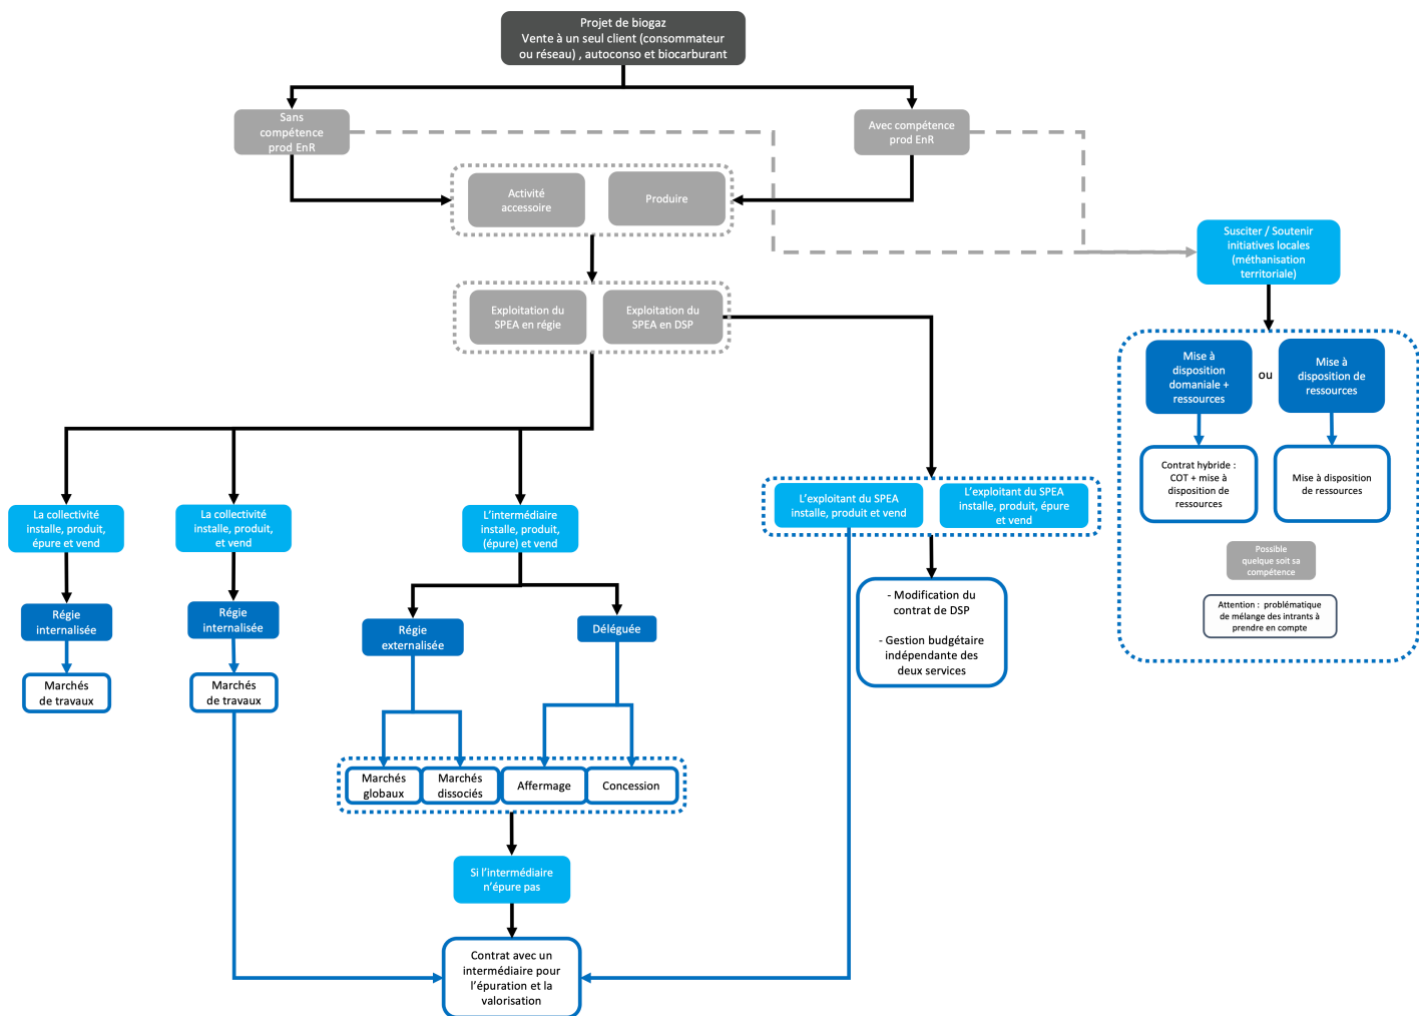 Projet de biogaz
Vente à un seul client (consommateur
ou réseau) , autoconso et biocarburant
Sans
compétence
prod EnR
Avec compétence
prod EnR
Activité
accessoire
Produire
Susciter / Soutenir
initiatives locales
(méthanisation
territoriale)
Exploitation du
SPEA en régie
Exploitation du
SPEA en DSP
Mise à
disposition
domaniale +
ressources
ou
Mise à
disposition de
ressources
Contrat hybride :
COT + mise à
disposition de
ressources
Mise à disposition
de ressources
Possible
quelque soit sa
compétence
Attention : problématique
de mélange des intrants à
prendre en compte
La collectivité
installe, produit,
épure et vend
La collectivité
installe, produit,
et vend
L'intermédiaire
installe, produit,
(épure) et vend
L'exploitant du SPEA
installe, produit et vend
L'exploitant du SPEA
installe, produit, épure
et vend
Régie
internalisée
Régie
internalisée
Régie
externalisée
Déléguée
- Modification du
contrat de DSP
- Gestion budgétaire
indépendante des
deux services
Marchés
de travaux
Marchés
de travaux
Marchés
globaux
Marchés
dissociés
Affermage
Concession
Si l'intermédiaire
n'épure pas
Contrat avec un
intermédiaire pour
l'épuration et la
valorisation